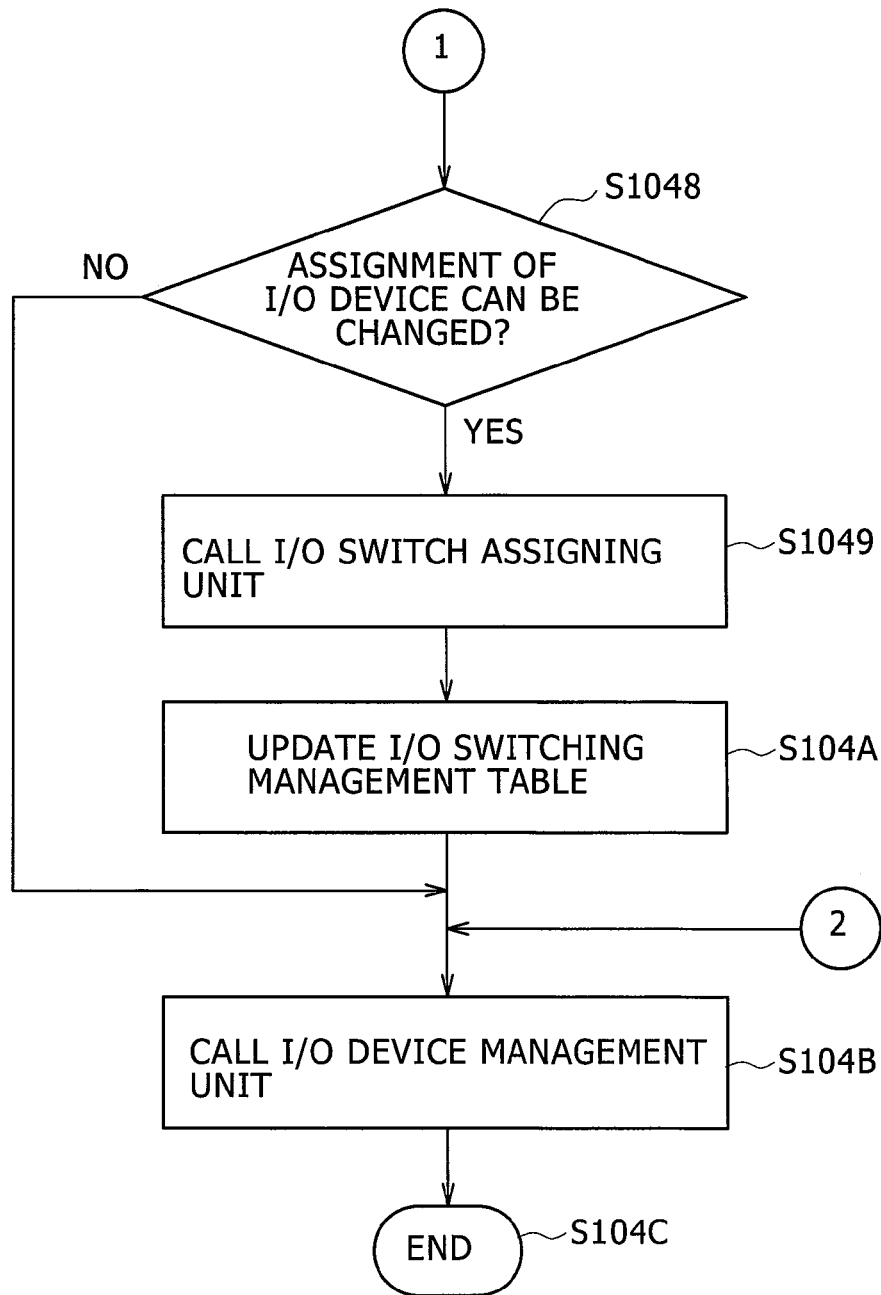 1
S1048
NO
ASSIGNMENT OF
I/O DEVICE CAN BE
CHANGED?
YES
CALL I/O SWITCH ASSIGNING
UNIT
S1049
UPDATE I/O SWITCHING
MANAGEMENT TABLE
S104A
2
CALL I/O DEVICE MANAGEMENT
UNIT
S104B
END
S104C